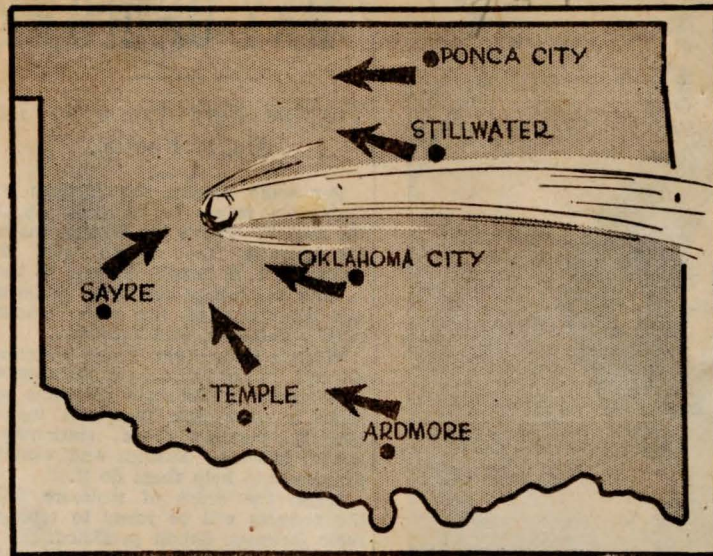 PONCA CITY
STILLWATER
OKLAHOMA CITY
SAYRE
TEMPLE
ARDMORE